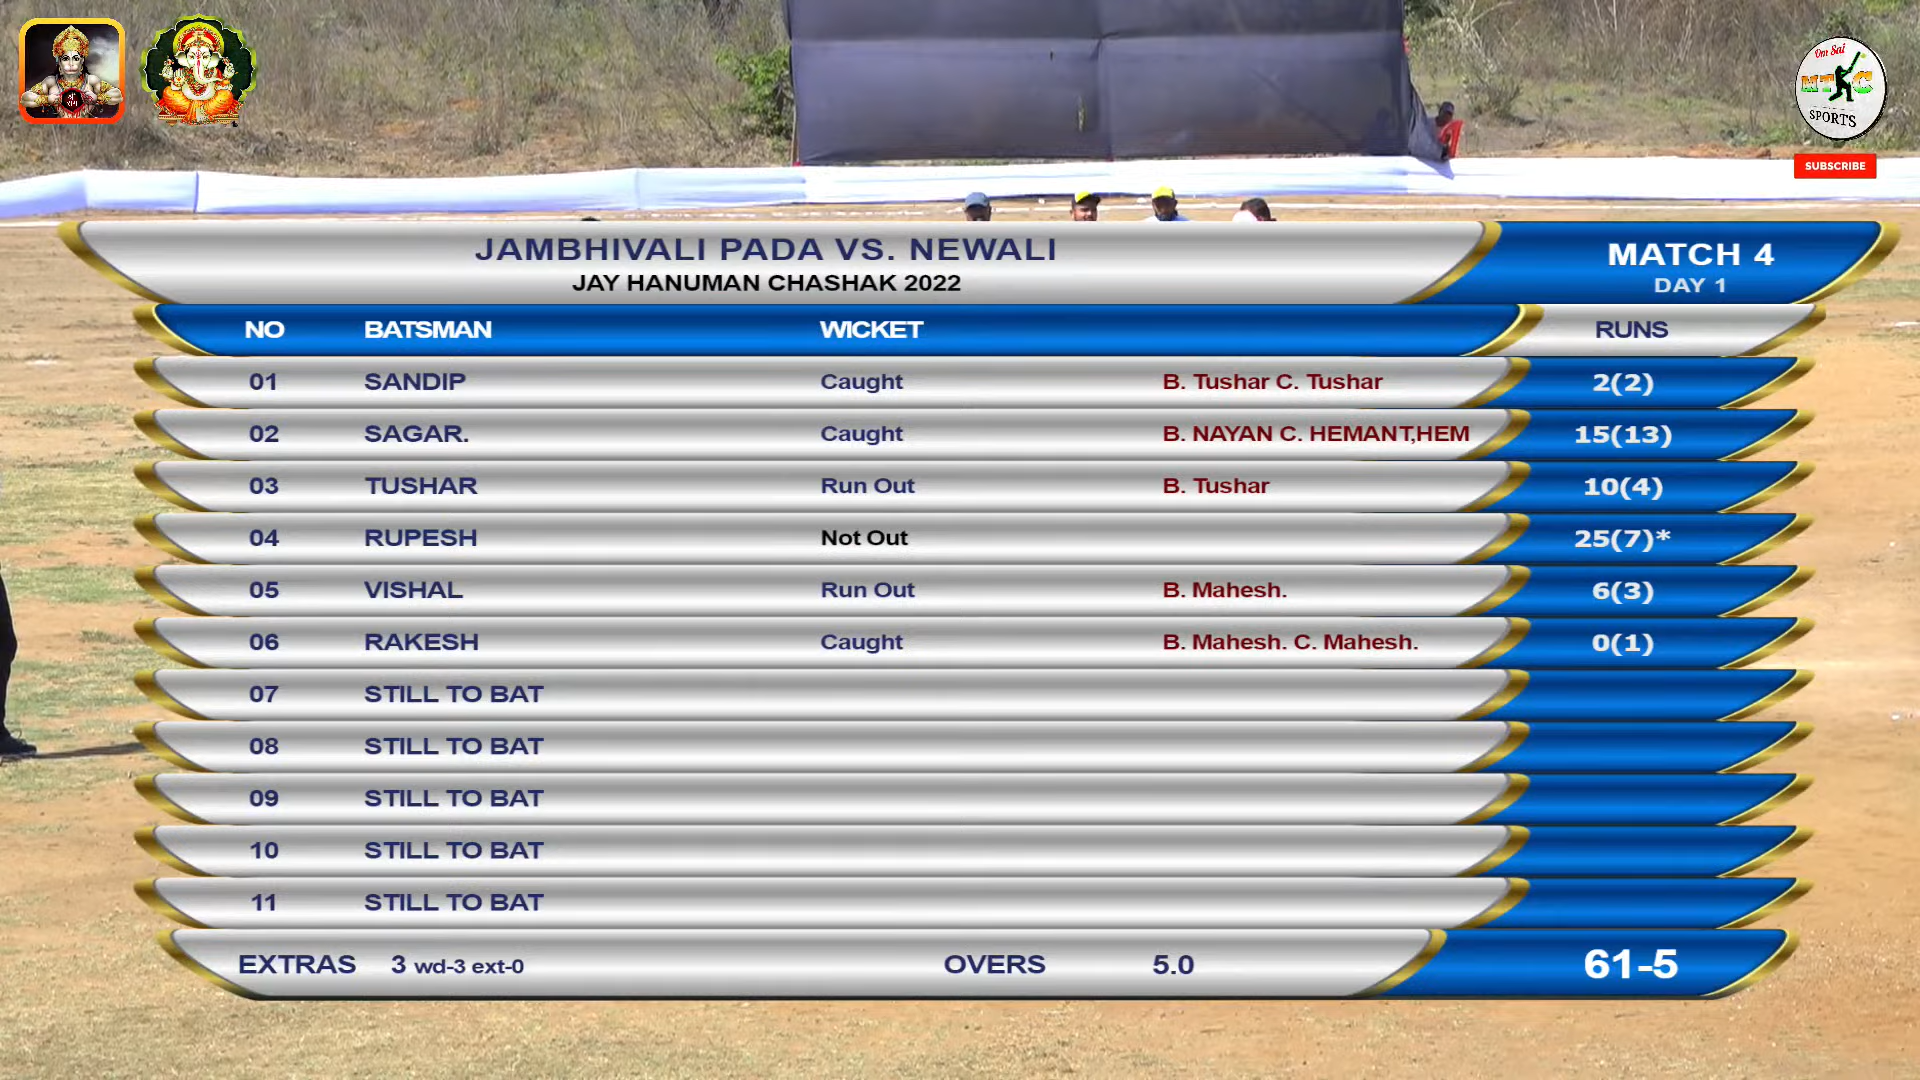 Om Sai
MTCC
SPORTS
SUBSCRIBE
JAMBHIVALI PADA VS. NEWALI
JAY HANUMAN CHASHAK 2022
MATCH 4
DAY 1
NO BATSMAN WICKET RUNS
01 SANDIP Caught B. Tushar C. Tushar 2(2)
02 SAGAR. Caught B. NAYAN C. HEMANT,HEM 15(13)
03 TUSHAR Run Out B. Tushar 10(4)
04 RUPESH Not Out 25(7)*
05 VISHAL Run Out B. Mahesh. 6(3)
06 RAKESH Caught B. Mahesh. C. Mahesh. 0(1)
07 STILL TO BAT
08 STILL TO BAT
09 STILL TO BAT
10 STILL TO BAT
11 STILL TO BAT
EXTRAS 3 wd-3 ext-0 OVERS 5.0 61-5